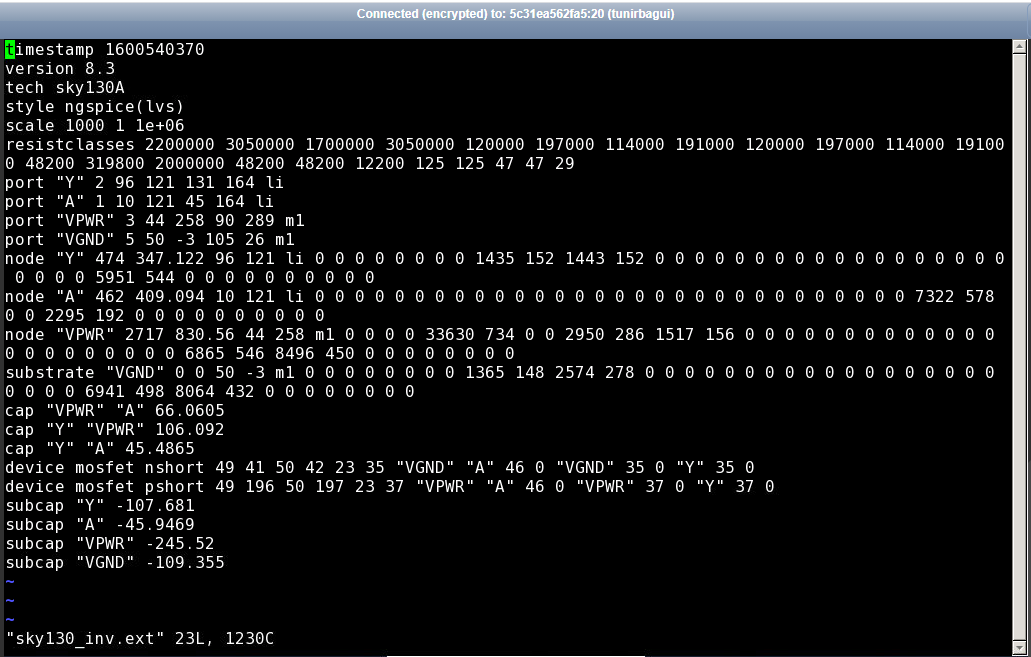 Connected (encrypted) to: 5c31ea562fa5:20 (tunirbagui)
timestamp 1600540370
version 8.3
tech sky130A
style ngspice(lvs)
scale 1000 1 1e+06
resistclasses 2200000 3050000 1700000 3050000 120000 197000 114000 191000 120000 197000 114000 19100
0 48200 319800 2000000 48200 48200 12200 125 125 47 47 29
port "Y" 2 96 121 131 164 li
port "A" 1 10 121 45 164 li
port "VPWR" 3 44 258 90 289 m1
port "VGND" 5 50 -3 105 26 m1
node "Y" 474 347.122 96 121 li 0 0 0 0 0 0 0 0 1435 152 1443 152 0 0 0 0 0 0 0 0 0 0 0 0 0 0 0 0 0 0
 0 0 0 0 5951 544 0 0 0 0 0 0 0 0 0 0
node "A" 462 409.094 10 121 li 0 0 0 0 0 0 0 0 0 0 0 0 0 0 0 0 0 0 0 0 0 0 0 0 0 0 0 0 0 0 7322 578
0 0 2295 192 0 0 0 0 0 0 0 0 0 0
node "VPWR" 2717 830.56 44 258 m1 0 0 0 0 33630 734 0 0 2950 286 1517 156 0 0 0 0 0 0 0 0 0 0 0 0 0
0 0 0 0 0 0 0 0 0 6865 546 8496 450 0 0 0 0 0 0 0 0
substrate "VGND" 0 0 50 -3 m1 0 0 0 0 0 0 0 0 1365 148 2574 278 0 0 0 0 0 0 0 0 0 0 0 0 0 0 0 0 0 0
0 0 0 0 6941 498 8064 432 0 0 0 0 0 0 0 0
cap "VPWR" "A" 66.0605
cap "Y" "VPWR" 106.092
cap "Y" "A" 45.4865
device mosfet nshort 49 41 50 42 23 35 "VGND" "A" 46 0 "VGND" 35 0 "Y" 35 0
device mosfet pshort 49 196 50 197 23 37 "VPWR" "A" 46 0 "VPWR" 37 0 "Y" 37 0
subcap "Y" -107.681
subcap "A" -45.9469
subcap "VPWR" -245.52
subcap "VGND" -109.355
~
~
~
"sky130_inv.ext" 23L, 1230C